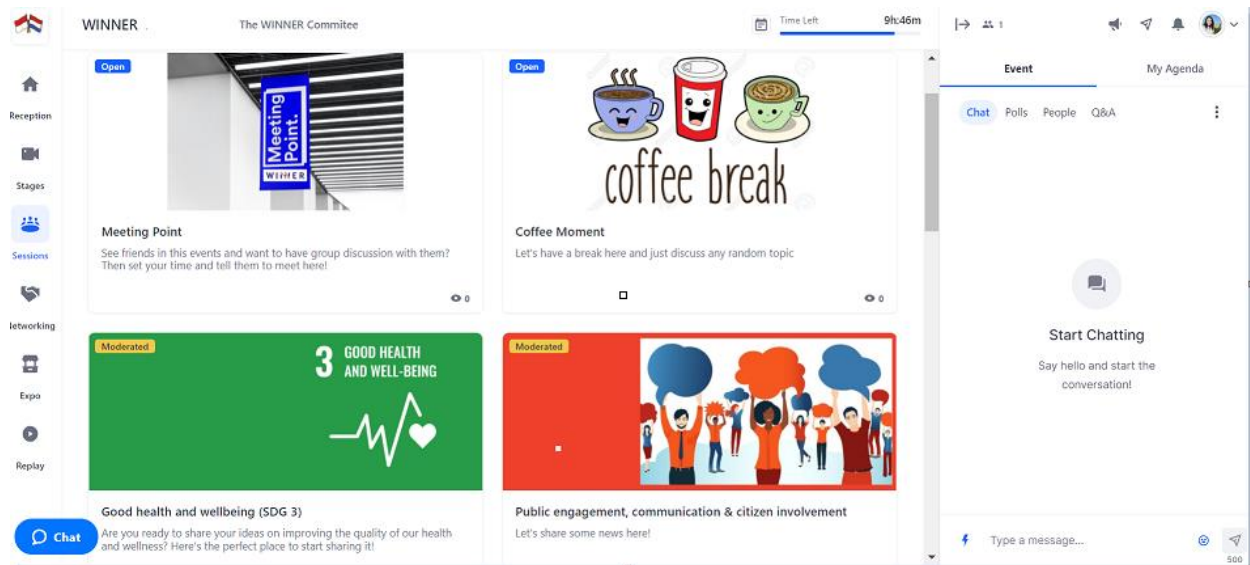 WINNER .
The WINNER Commitee
Time Left
9h:46m
1
Reception
Stages
Sessions
letworking
Expo
Replay
Chat
Open
Meeting
Point.
WINNER
Meeting Point
See friends in this events and want to have group discussion with them?
Then set your time and tell them to meet here!
0
Open
coffee break
Coffee Moment
Let's have a break here and just discuss any random topic
0
Moderated
3 GOOD HEALTH
AND WELL-BEING
Good health and wellbeing (SDG 3)
Are you ready to share your ideas on improving the quality of our health
and wellness? Here's the perfect place to start sharing it!
Moderated
Public engagement, communication & citizen involvement
Let's share some news here!
Event
My Agenda
Chat
Polls
People
Q&A
Start Chatting
Say hello and start the
conversation!
Type a message...
500